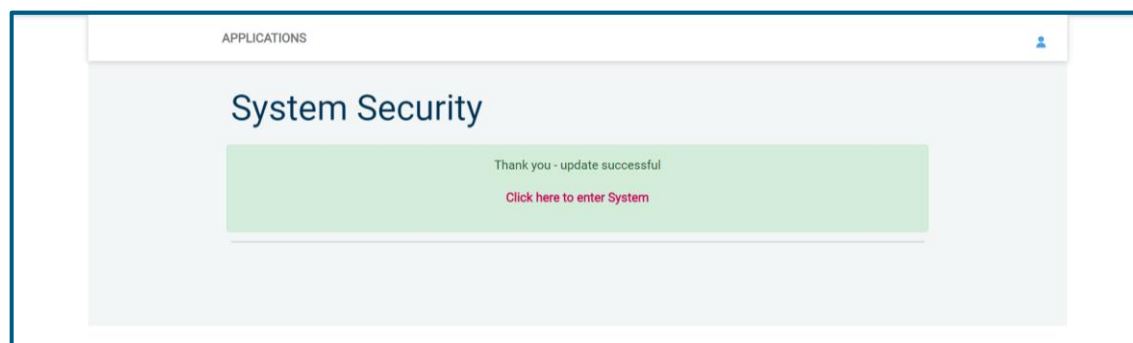 APPLICATIONS
System Security
Thank you - update successful
Click here to enter System